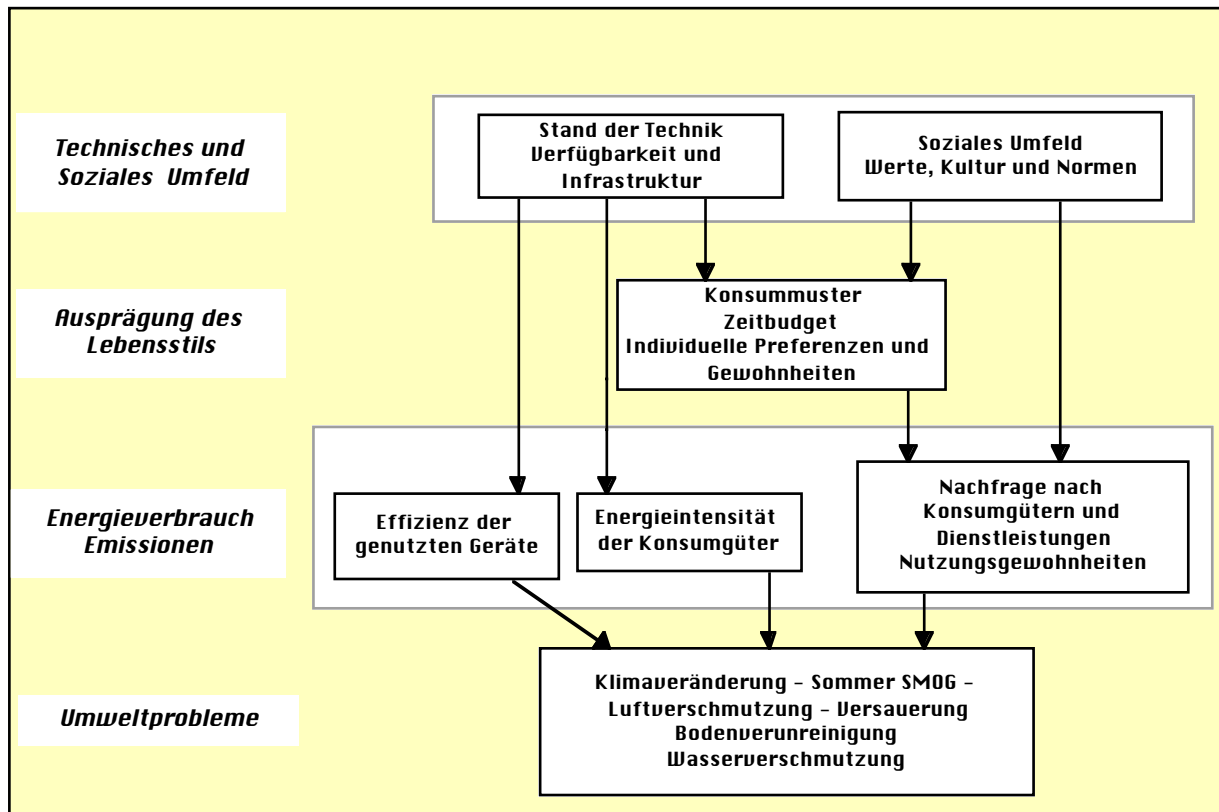 Technisches und
Soziales Umfeld
Stand der Technik
Verfügbarkeit und
Infrastruktur
Soziales Umfeld
Werte, Kultur und Normen
Ausprägung des
Lebensstils
Konsummuster
Zeitbudget
Individuelle Preferenzen und
Gewohnheiten
Energieverbrauch
Emissionen
Effizienz der
genutzten Geräte
Energieintensität
der Konsumgüter
Nachfrage nach
Konsumgütern und
Dienstleistungen
Nutzungsgewohnheiten
Umweltprobleme
Klimaveränderung - Sommer SMOG -
Luftverschmutzung - Versauerung
Bodenverunreinigung
Wasserverschmutzung